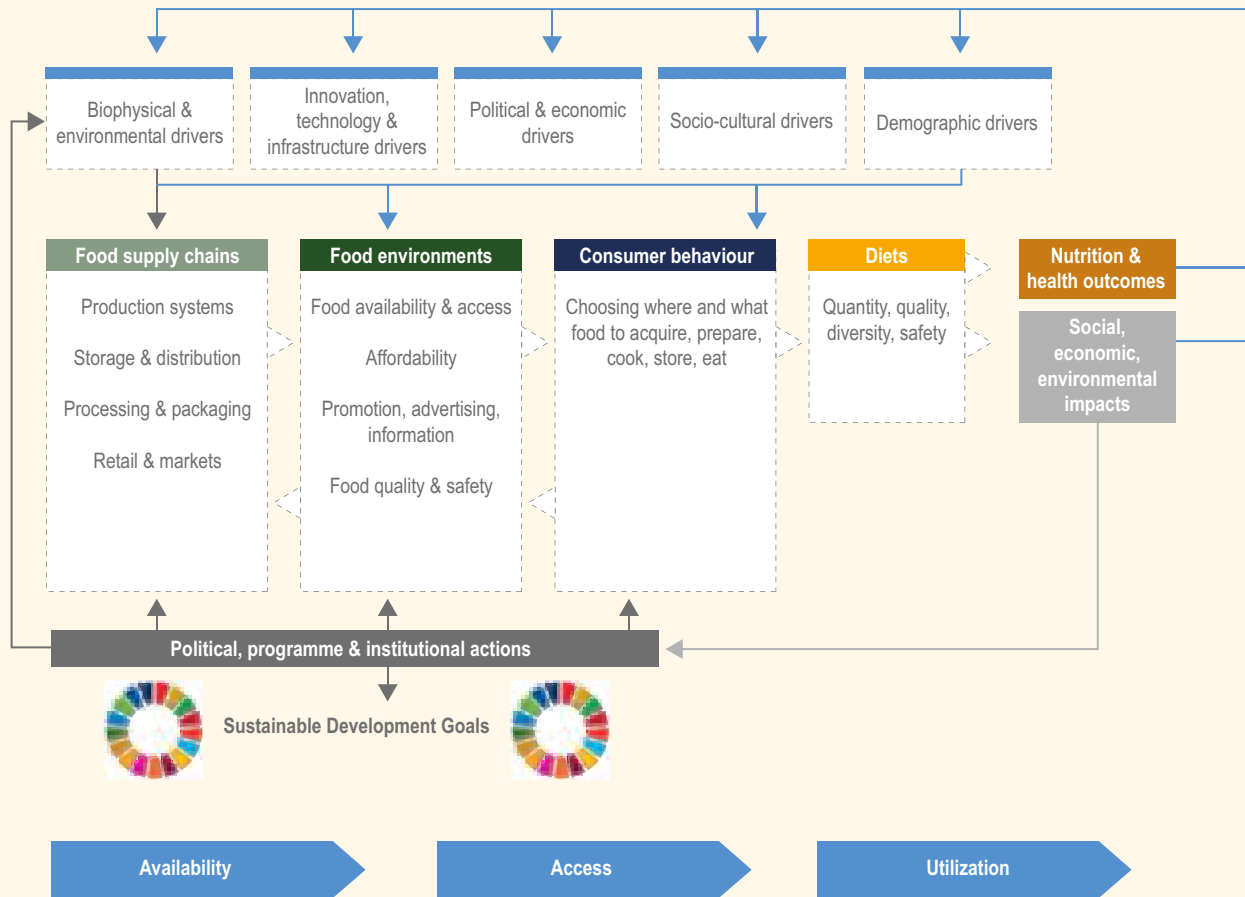 Biophysical &
environmental drivers
Innovation,
technology &
infrastructure drivers
Political & economic
drivers
Socio-cultural drivers
Demographic drivers
Food supply chains
Production systems
Storage & distribution
Processing & packaging
Retail & markets
Food environments
Food availability & access
Affordability
Promotion, advertising,
information
Food quality & safety
Consumer behaviour
Choosing where and what
food to acquire, prepare,
cook, store, eat
Diets
Quantity, quality,
diversity, safety
Nutrition &
health outcomes
Social,
economic,
environmental
impacts
Political, programme & institutional actions
Sustainable Development Goals
Availability
Access
Utilization